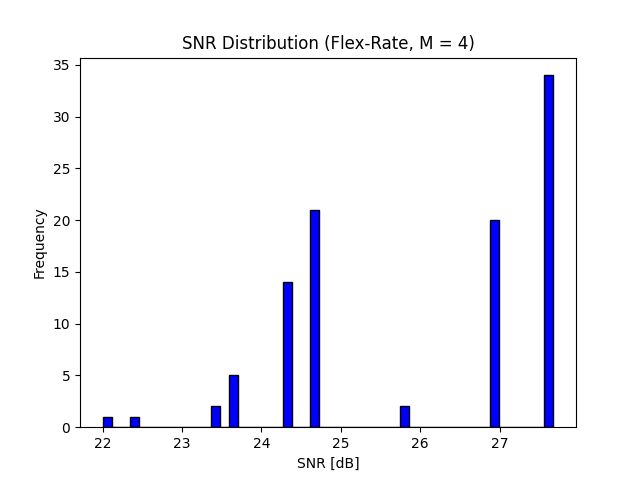 SNR Distribution (Flex-Rate, M = 4)
35
30
25
20
15
10
5
0
Frequency
22 23 24 25 26 27
SNR [dB]